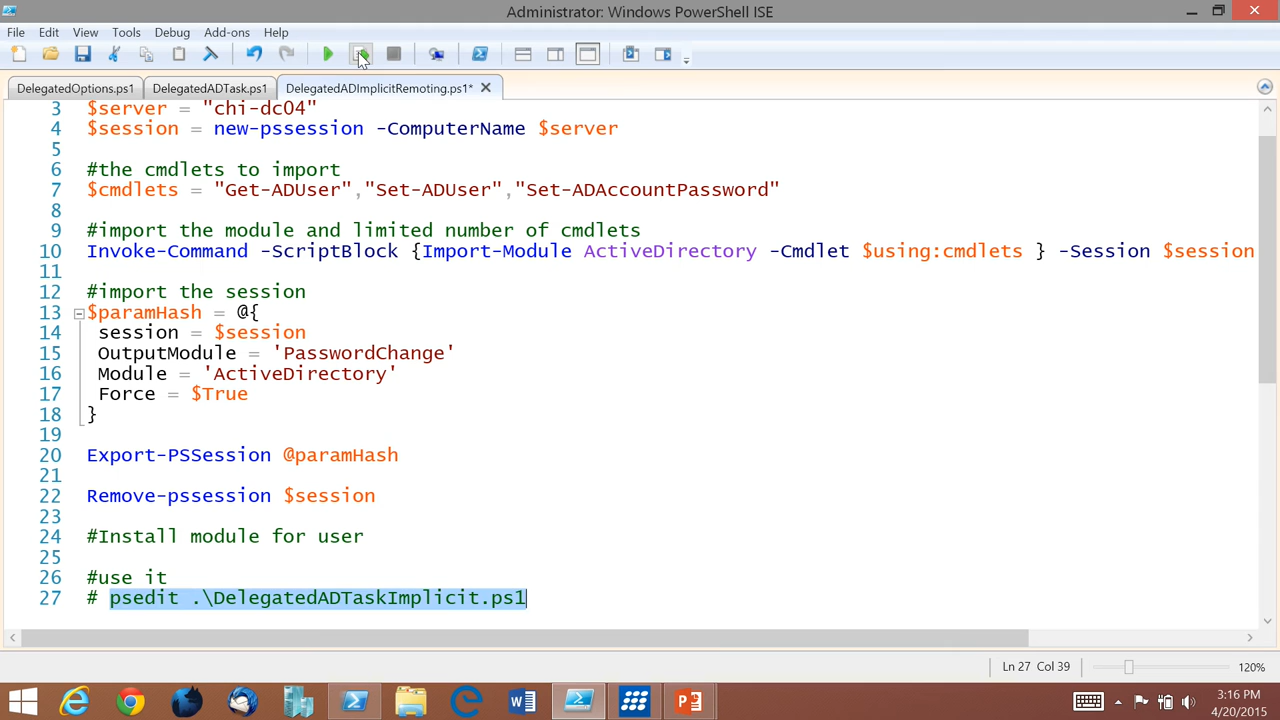 Administrator: Windows PowerShell ISE
File Edit View Tools Debug Add-ons Help
DelegatedOptions.ps1 DelegatedADTask.ps1 DelegatedADImplicitRemoting.ps1*
3 $server = "chi-dc04"
4 $session = new-pssession -ComputerName $server
5
6 #the cmdlets to import
7 $cmdlets = "Get-ADUser","Set-ADUser","Set-ADAccountPassword"
8
9 #import the module and limited number of cmdlets
10 Invoke-Command -ScriptBlock {Import-Module ActiveDirectory -Cmdlet $using:cmdlets } -Session $session
11
12 #import the session
13 $paramHash = @{
14 session = $session
15 OutputModule = 'PasswordChange'
16 Module = 'ActiveDirectory'
17 Force = $True
18 }
19
20 Export-PSSession @paramHash
21
22 Remove-pssession $session
23
24 #Install module for user
25
26 #use it
27 # psedit .\DelegatedADTaskImplicit.ps1
Ln 27 Col 39 120%
3:16 PM
4/20/2015